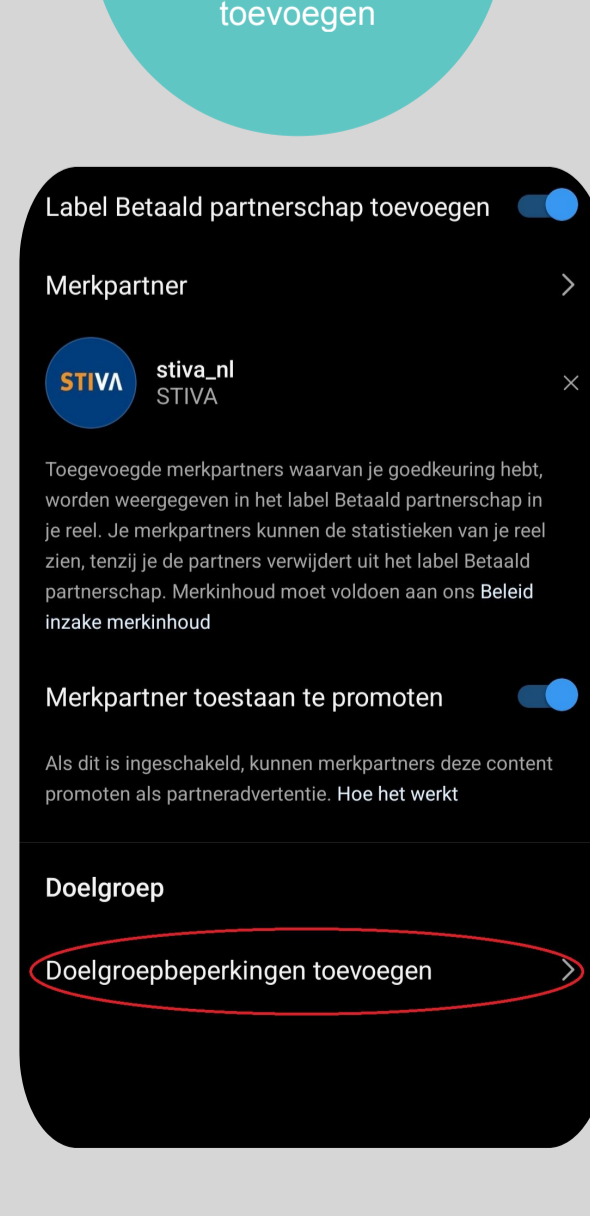 toevoegen
Label Betaald partnerschap toevoegen
Merkpartner
STIVA
stiva_nl
STIVA
Toegevoegde merkpartners waarvan je goedkeuring hebt,
worden weergegeven in het label Betaald partnerschap in
je reel. Je merkpartners kunnen de statistieken van je reel
zien, tenzij je de partners verwijdert uit het label Betaald
partnerschap. Merkinhoud moet voldoen aan ons Beleid
inzake merkinhoud
Merkpartner toestaan te promoten
Als dit is ingeschakeld, kunnen merkpartners deze content
promoten als partneradvertentie. Hoe het werkt
Doelgroep
Doelgroepbeperkingen toevoegen